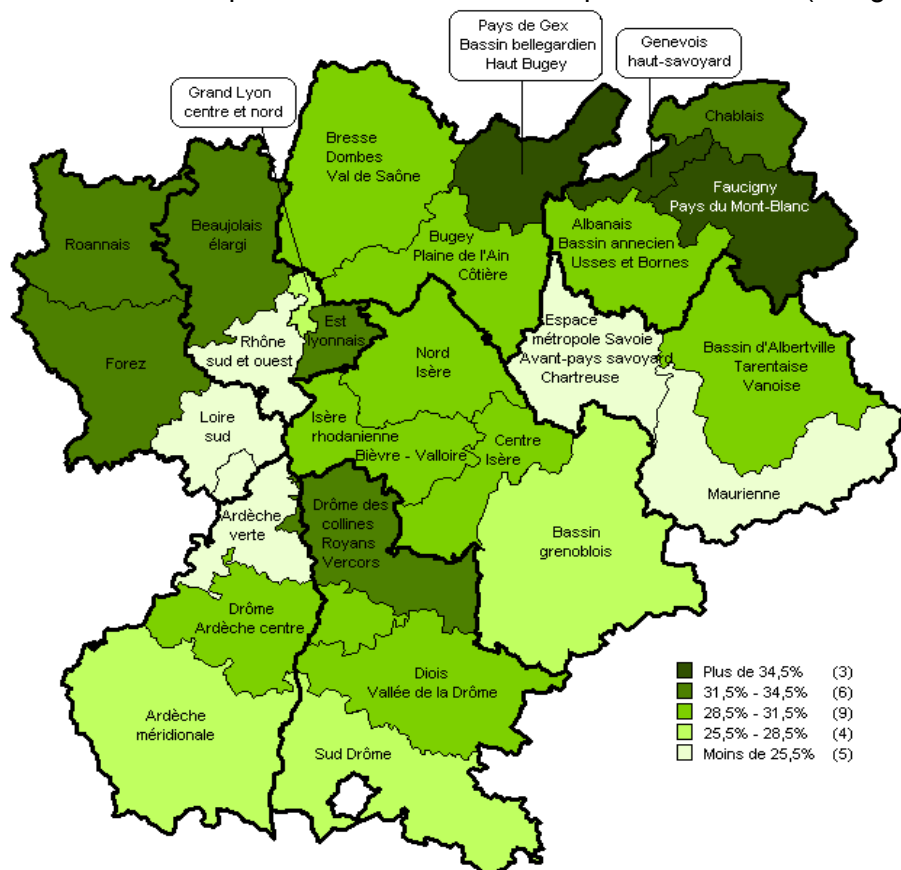 Pays de Gex
Bassin bellegardien
Haut Bugey
Genevois
haut-savoyard
Grand Lyon
centre et nord
Chablais
Bresse
Dombes
Val de Saône
Faucigny
Pays du Mont-Blanc
Roannais
Beaujolais
élargi
Albanais
Bassin annecien
Usses et Bornes
Bugey
Plaine de l'Ain
Côtière
Est
lyonnais
Espace
métropole Savoie
Avant-pays savoyard
Chartreuse
Rhône
sud et ouest
Nord
Isère
Bassin d'Albertville
Tarentaise
Vanoise
Forez
Loire
sud
Isère
rhodanienne
Bièvre - Valloire
Centre
Isère
Maurienne
Drôme des
collines
Royans
Vercors
Ardèche
verte
Bassin
grenoblois
Drôme
Ardèche centre
Diois
Vallée de la Drôme
Ardèche
méridionale
Sud Drôme
Plus de 34,5% (3)
31,5% - 34,5% (6)
28,5% - 31,5% (9)
25,5% - 28,5% (4)
Moins de 25,5% (5)